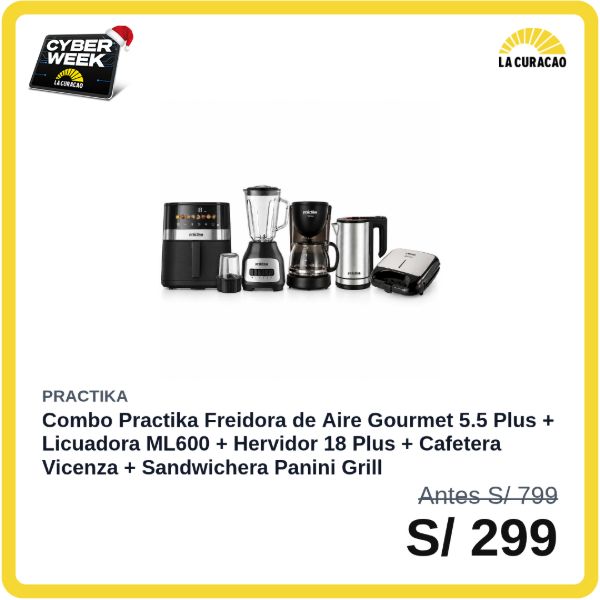 CYBER
WEEK
LA CURACAO
LA CURACAO
PRACTIKA
Combo Practika Freidora de Aire Gourmet 5.5 Plus +
Licuadora ML600 + Hervidor 18 Plus + Cafetera
Vicenza + Sandwichera Panini Grill
Antes S/ 799
S/ 299